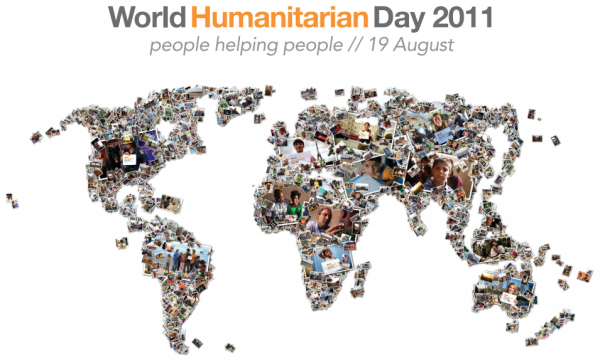 World Humanitarian Day 2011
people helping people // 19 August